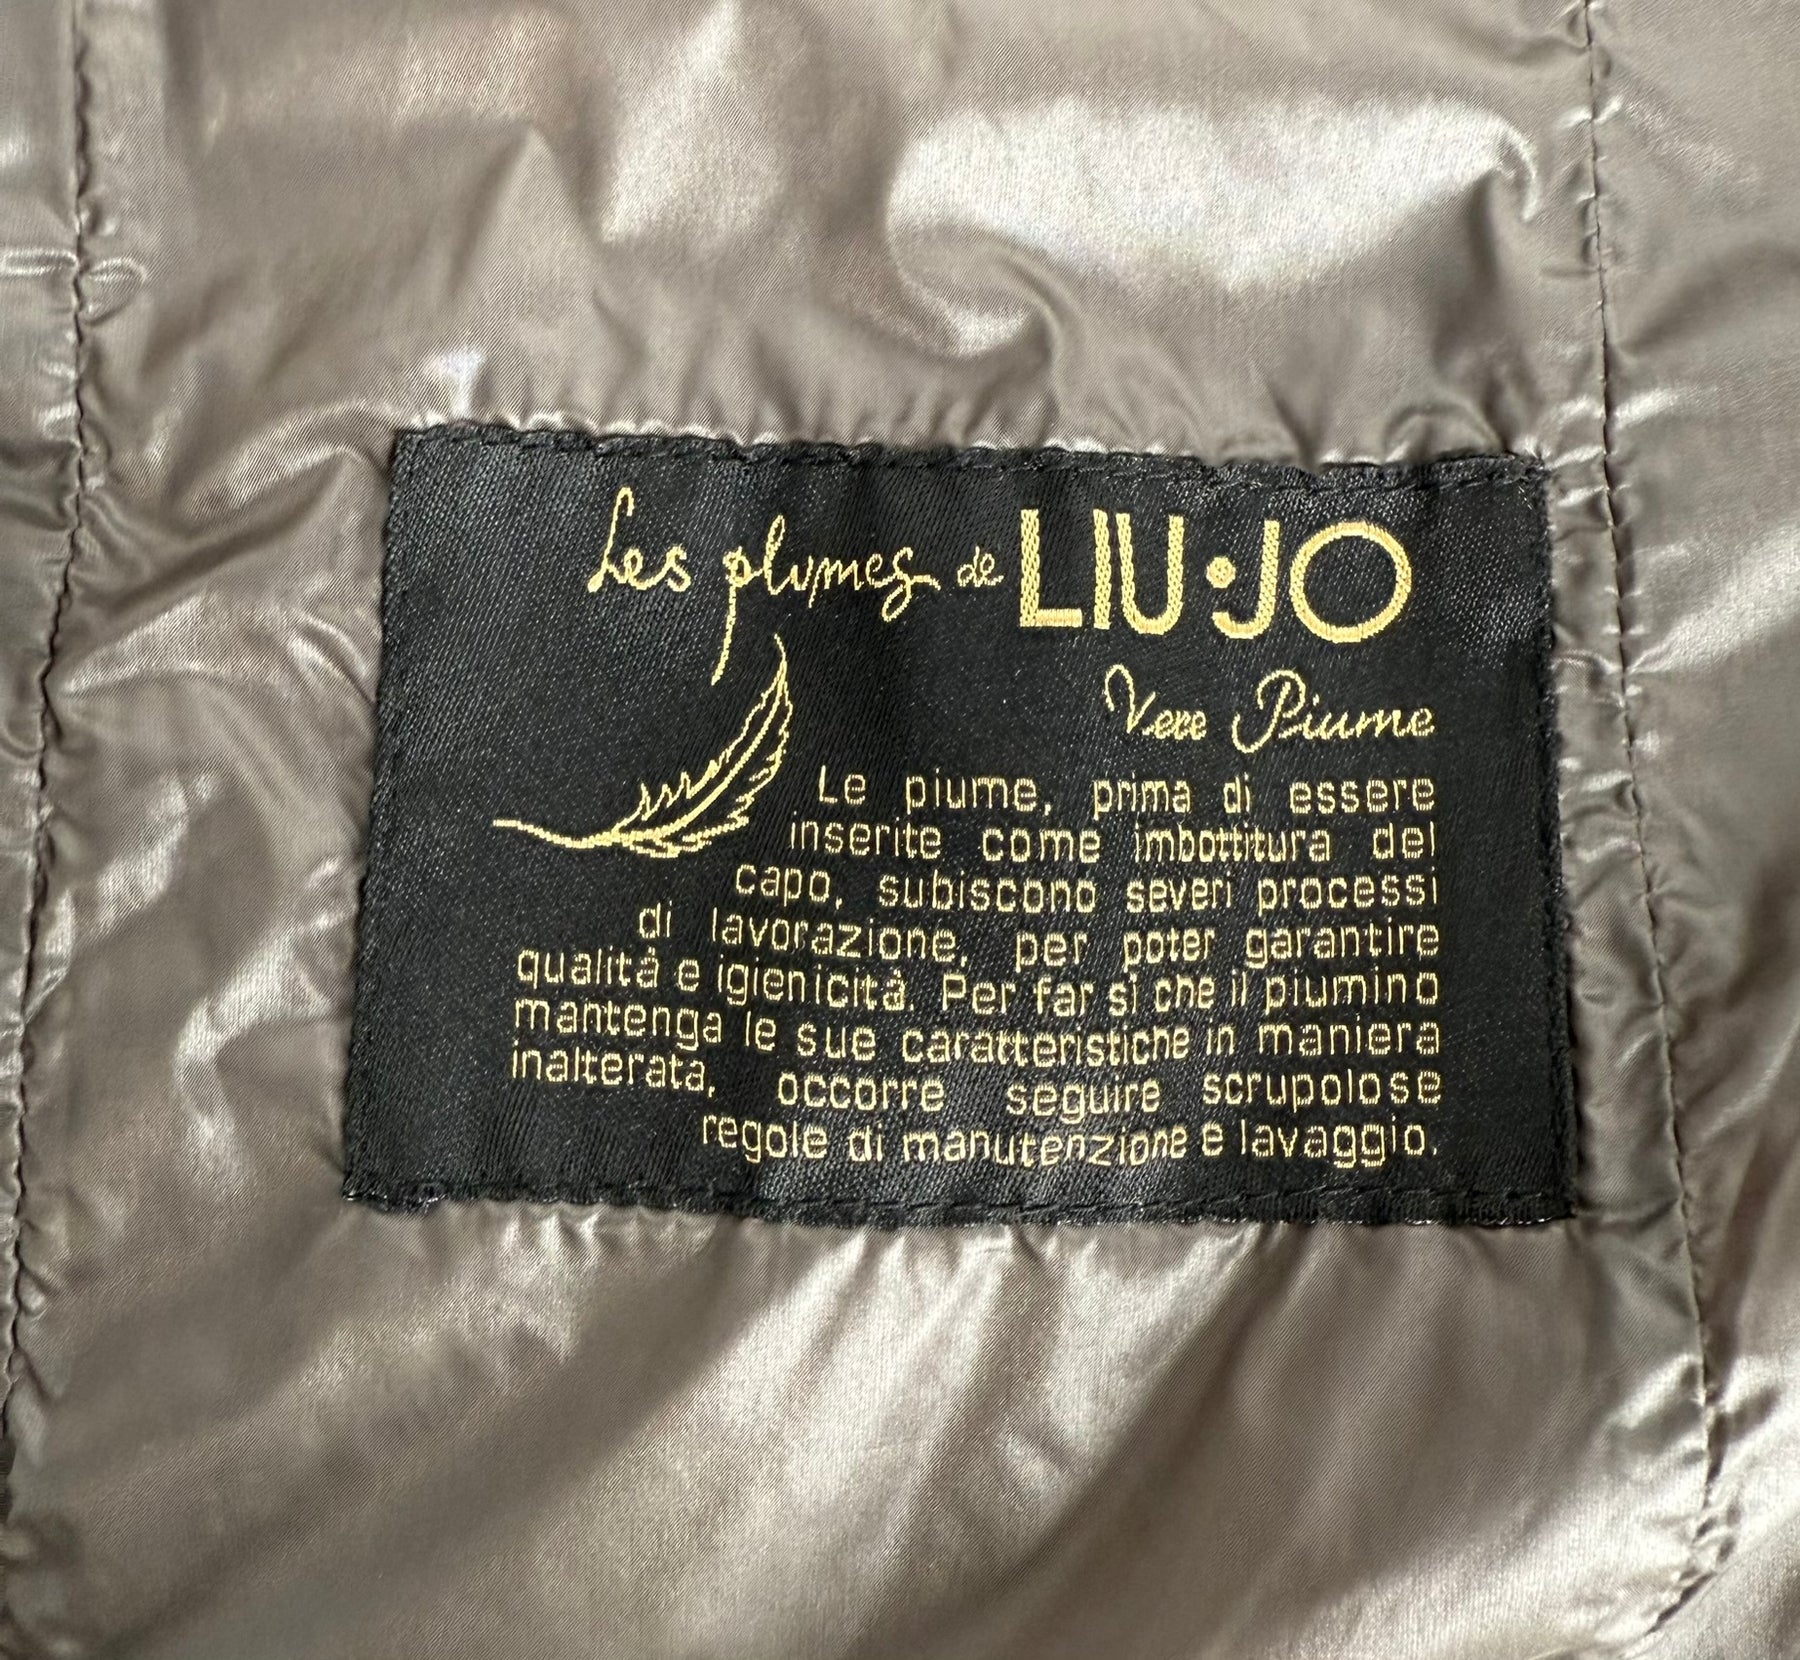 Les plumes de LIU•JO
Vere Piume
Le piume, prima di essere
inserite come imbottitura del
capo, subiscono severi processi
di lavorazione, per poter garantire
qualità e igienicità. Per far sì che il piumino
mantenga le sue caratteristiche in maniera
inalterata, occorre seguire scrupolose
regole di manutenzione e lavaggio.